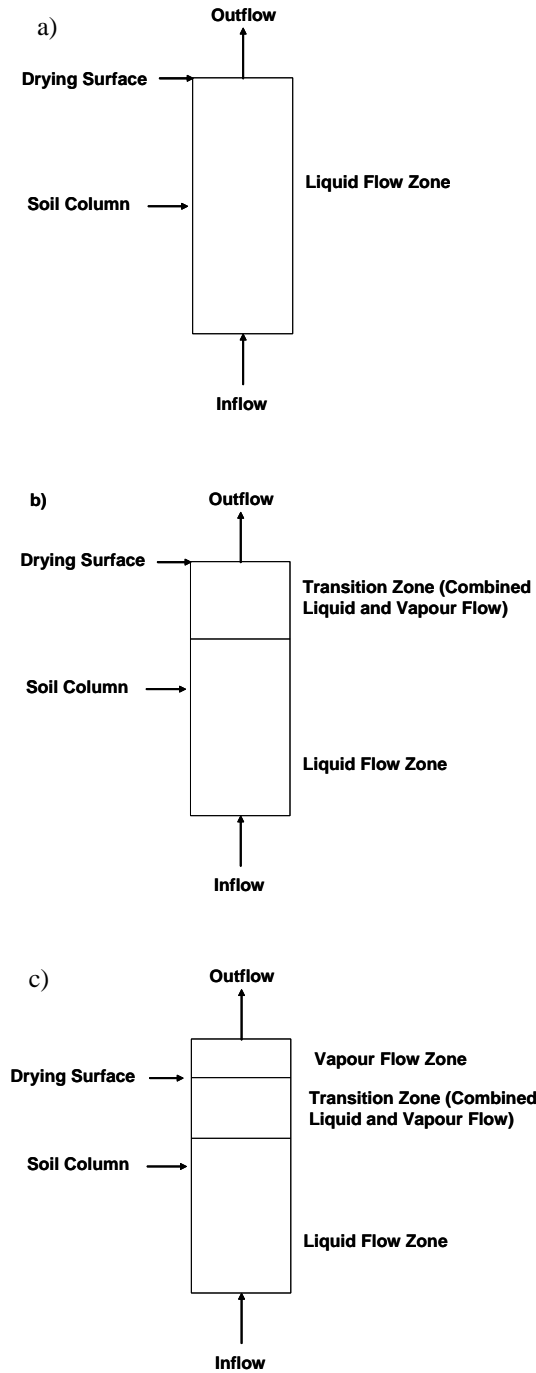 a)
Outflow
Drying Surface
Liquid Flow Zone
Soil Column
Inflow
b)
Outflow
Drying Surface
Transition Zone (Combined
Liquid and Vapour Flow)
Soil Column
Liquid Flow Zone
Inflow
c)
Outflow
Vapour Flow Zone
Drying Surface
Transition Zone (Combined
Liquid and Vapour Flow)
Soil Column
Liquid Flow Zone
Inflow